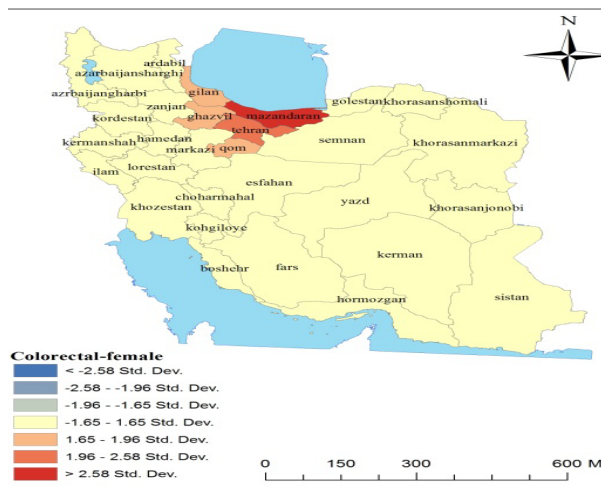 N
ardabil
azarbaijansharghi
azrbaijangharbi
gilan
zanjan
ghazvil
mazandaran
golestan
khorasanshomali
kordestan
tehran
hamedan
semnan
khorasanmarkazi
kermanshah
markazi
qom
lorestan
ilam
esfahan
choharmahal
yazd
khozestan
khorasanjonobi
kohgiloye
kerman
boshehr
fars
hormozgan
sistan
Colorectal-female
< -2.58 Std. Dev.
-2.58 - -1.96 Std. Dev.
-1.96 - -1.65 Std. Dev.
-1.65 - 1.65 Std. Dev.
1.65 - 1.96 Std. Dev.
1.96 - 2.58 Std. Dev.
> 2.58 Std. Dev.
0 150 300 600 M